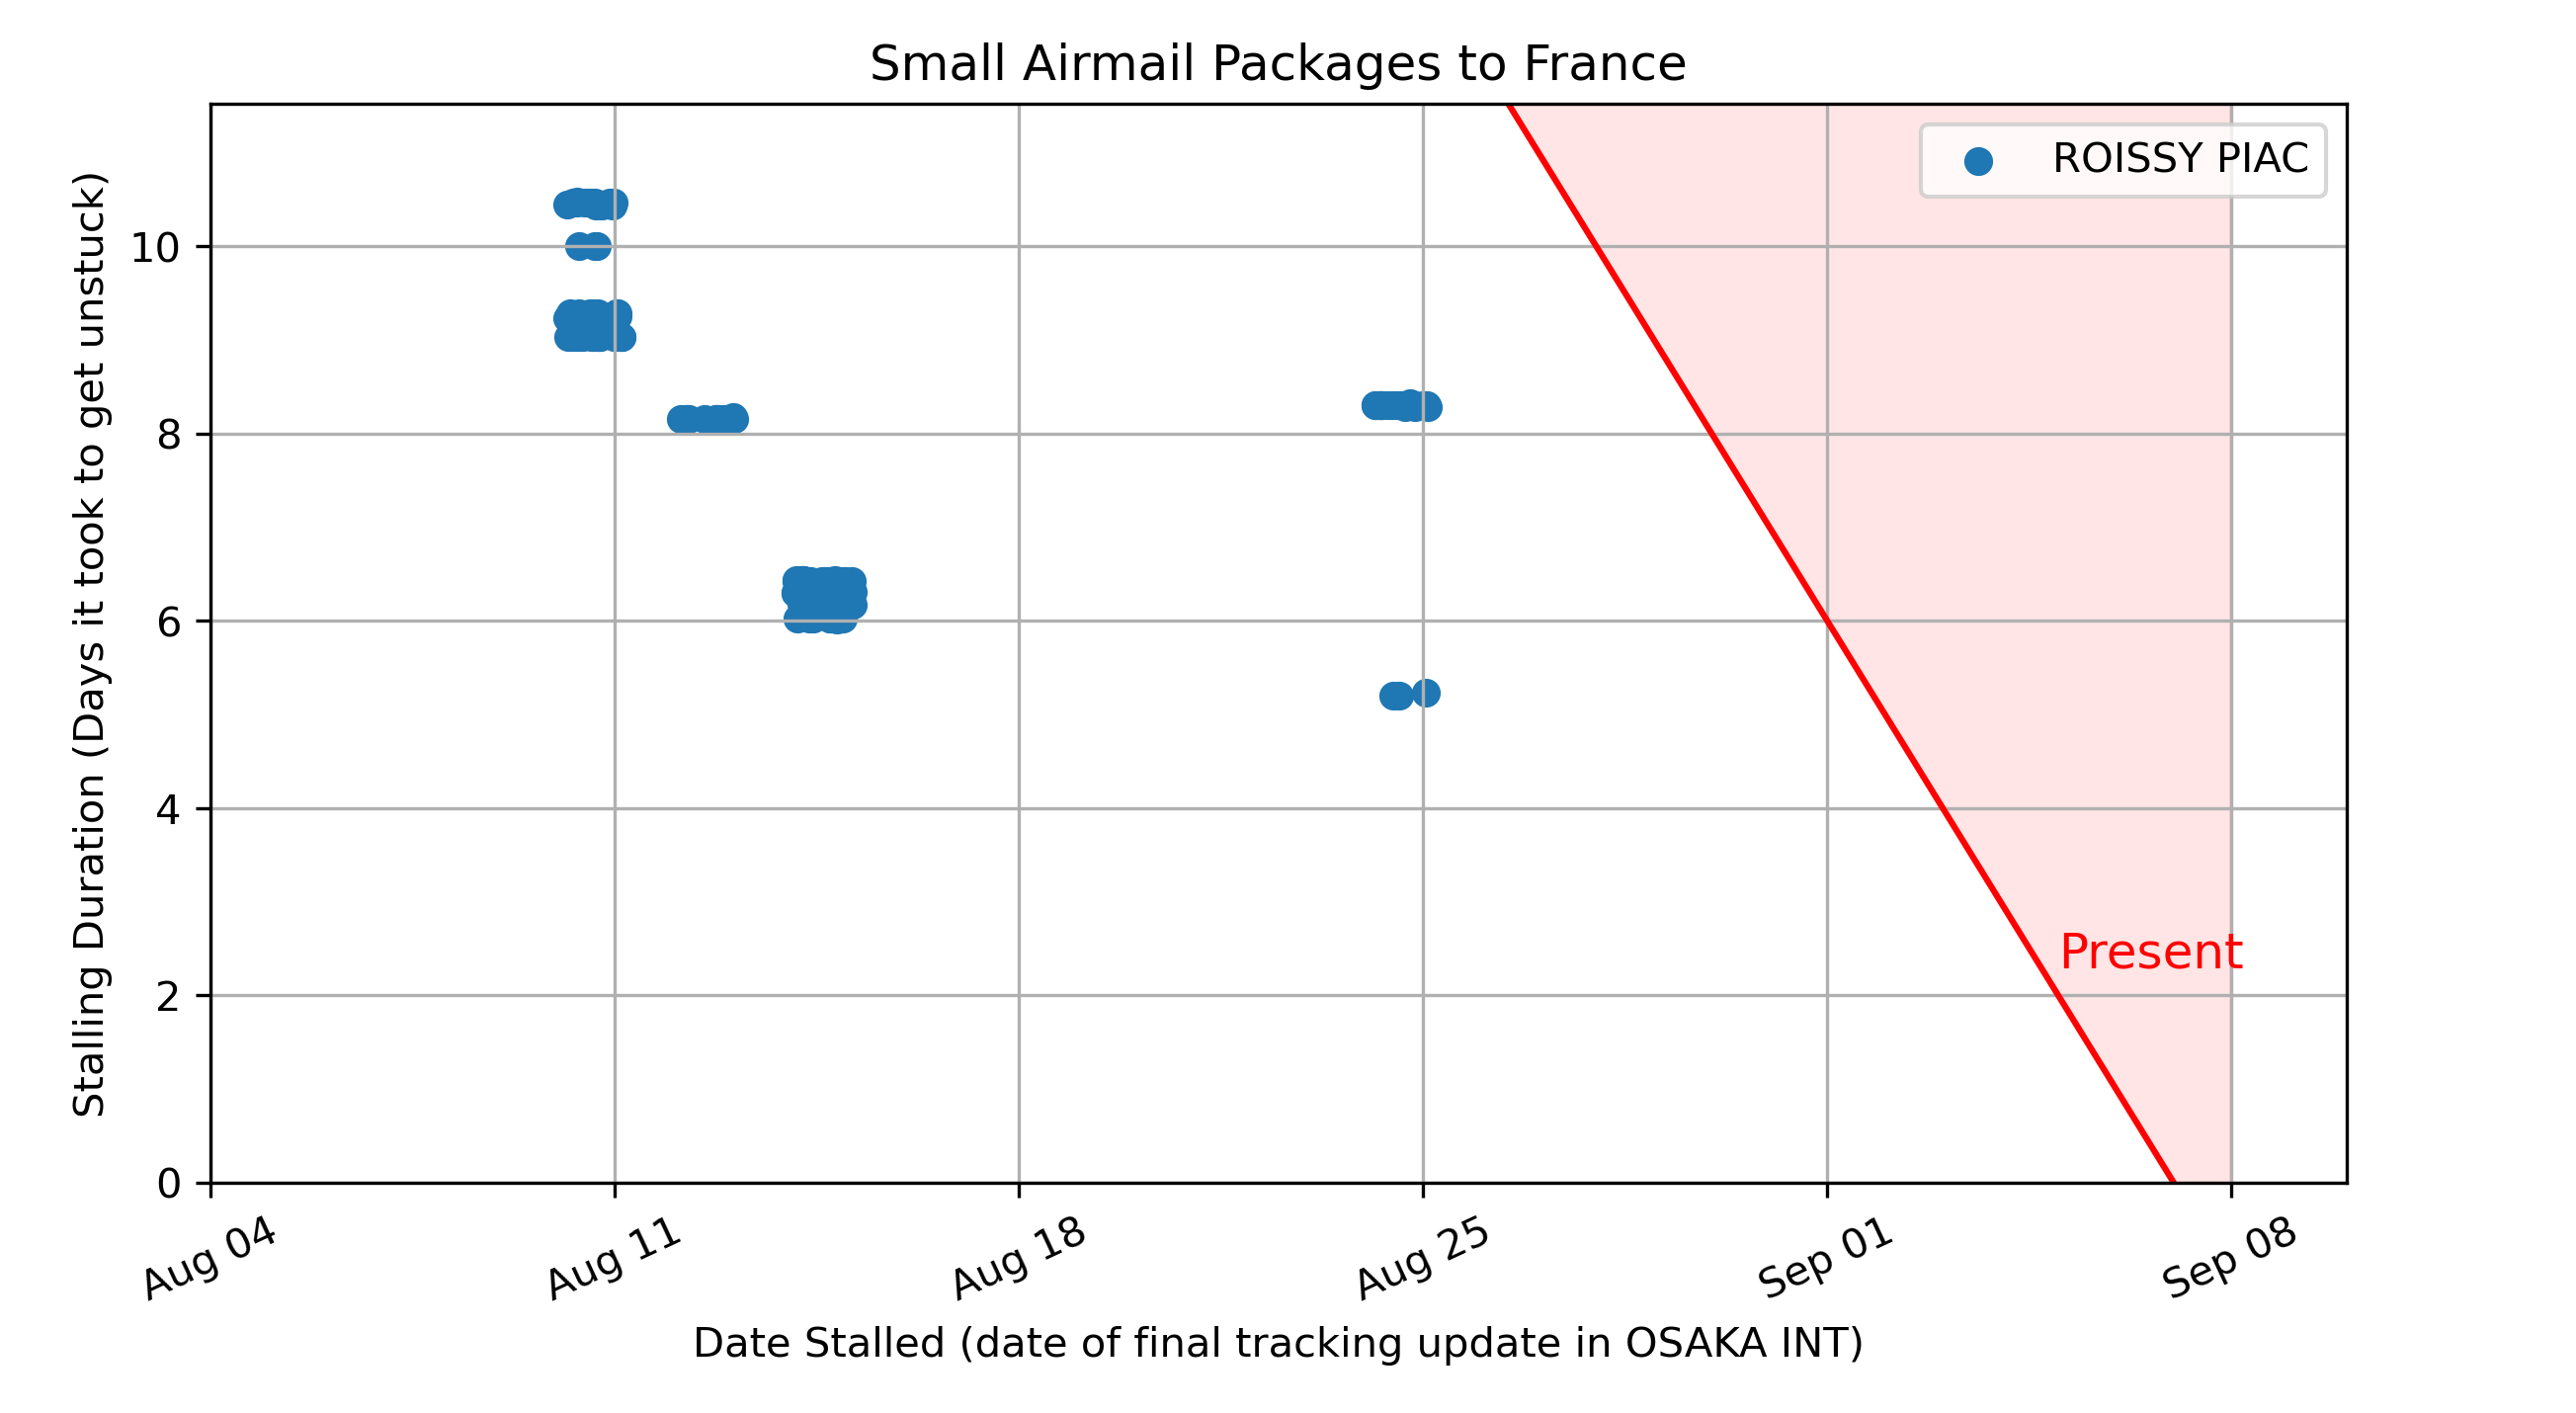 Small Airmail Packages to France
ROISSY PIAC
Stalling Duration (Days it took to get unstuck)
10
8
6
4
2
0
Present
Aug 04
Aug 11
Aug 18
Aug 25
Sep 01
Sep 08
Date Stalled (date of final tracking update in OSAKA INT)